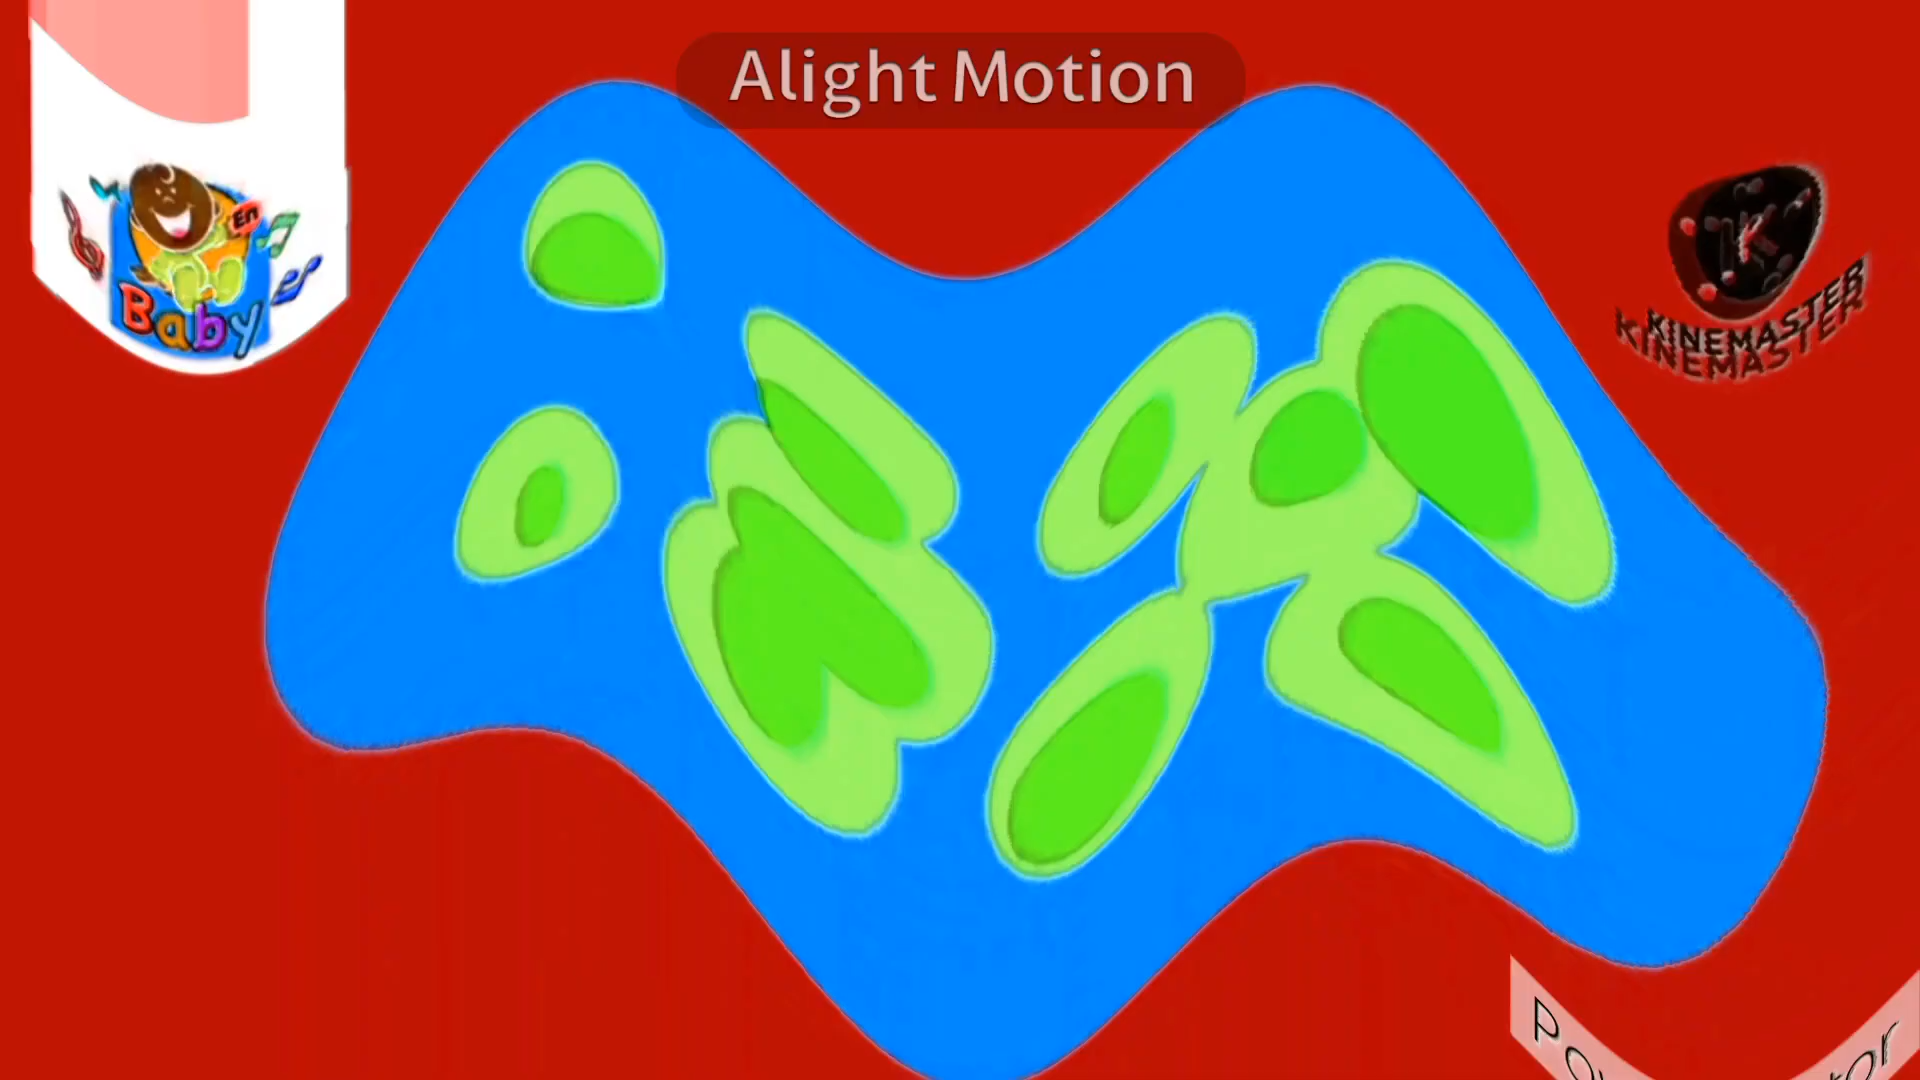 Alight Motion
En
Baby
K
KINEMASTER
KINEMASTER